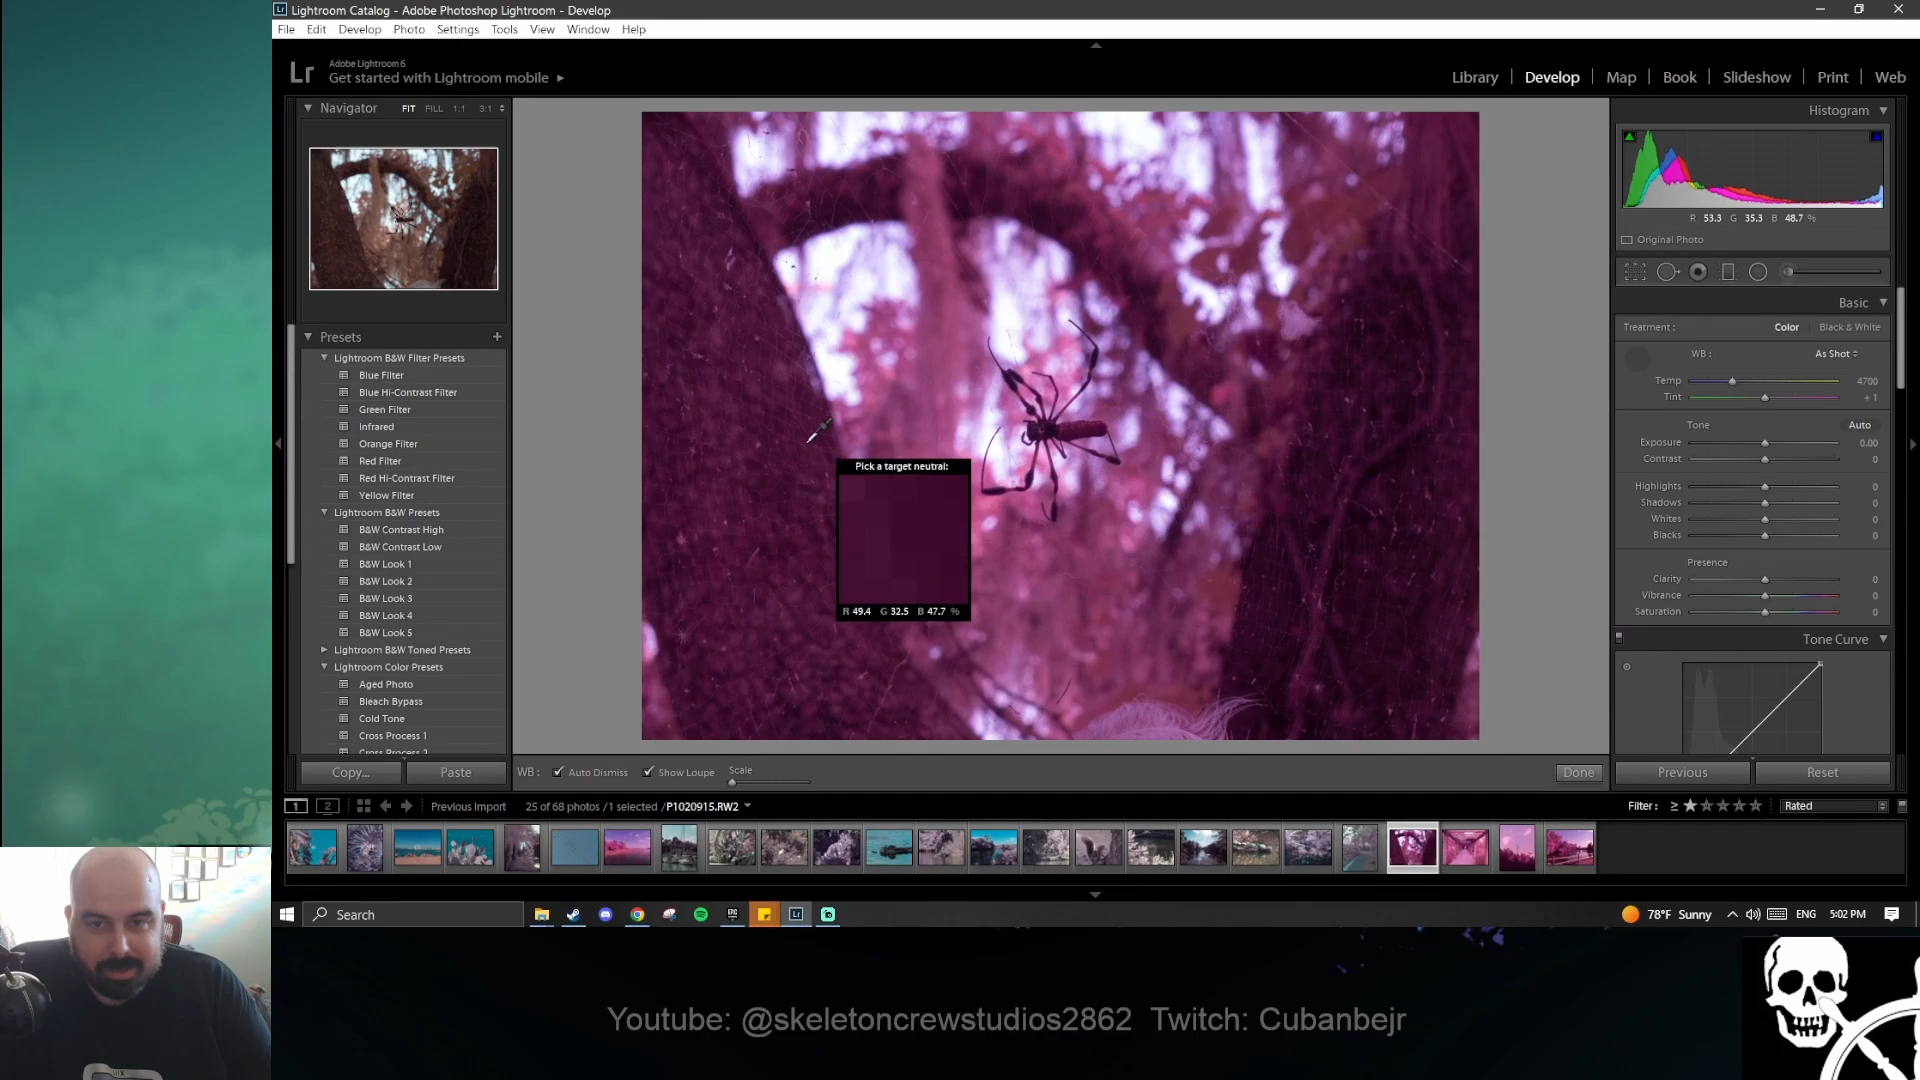 Lightroom Catalog - Adobe Photoshop Lightroom - Develop
File Edit Develop Photo Settings Tools View Window Help
Lr
Adobe Lightroom 6
Get started with Lightroom mobile
Library | Develop | Map | Book | Slideshow | Print | Web
Navigator FIT FILL 1:1 3:1
Presets +
Lightroom B&W Filter Presets
Blue Filter
Blue Hi-Contrast Filter
Green Filter
Infrared
Orange Filter
Red Filter
Red Hi-Contrast Filter
Yellow Filter
Lightroom B&W Presets
B&W Contrast High
B&W Contrast Low
B&W Look 1
B&W Look 2
B&W Look 3
B&W Look 4
B&W Look 5
Lightroom B&W Toned Presets
Lightroom Color Presets
Aged Photo
Bleach Bypass
Cold Tone
Cross Process 1
Cross Process 2
Copy... Paste
Pick a target neutral:
R 49.4 G 32.5 B 47.7 %
WB : Auto Dismiss Show Loupe Scale
Done
Histogram
R 53.3 G 35.3 B 48.7 %
Original Photo
Basic
Treatment : Color Black & White
WB : As Shot
Temp 4700
Tint + 1
Tone Auto
Exposure 0.00
Contrast 0
Highlights 0
Shadows 0
Whites 0
Blacks 0
Presence
Clarity 0
Vibrance 0
Saturation 0
Tone Curve
Previous Reset
1 2 Previous Import 25 of 68 photos /1 selected /P1020915.RW2
Filter : ≥ Rated
Search
78°F Sunny ENG 5:02 PM
Youtube: @skeletoncrewstudios2862 Twitch: Cubanbejr